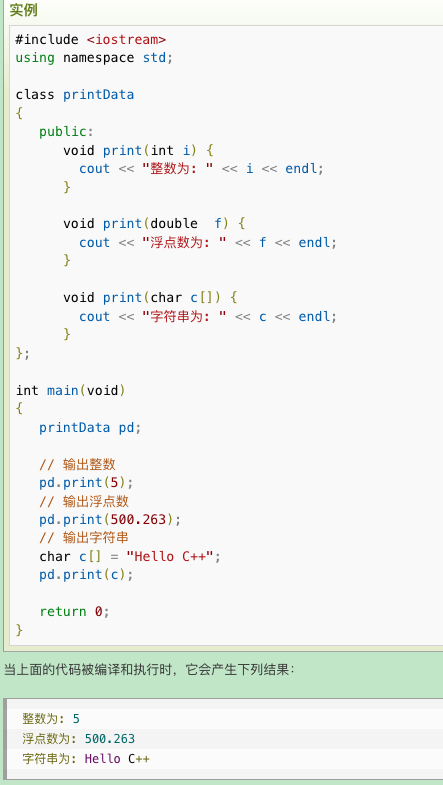 实例
#include <iostream>
using namespace std;
class printData
{
public:
void print(int i) {
cout << "整数为: " << i << endl;
}
void print(double  f) {
cout << "浮点数为: " << f << endl;
}
void print(char c[]) {
cout << "字符串为: " << c << endl;
}
};
int main(void)
{
printData pd;
// 输出整数
pd.print(5);
// 输出浮点数
pd.print(500.263);
// 输出字符串
char c[] = "Hello C++";
pd.print(c);
return 0;
}
当上面的代码被编译和执行时，它会产生下列结果：
整数为: 5
浮点数为: 500.263
字符串为: Hello C++